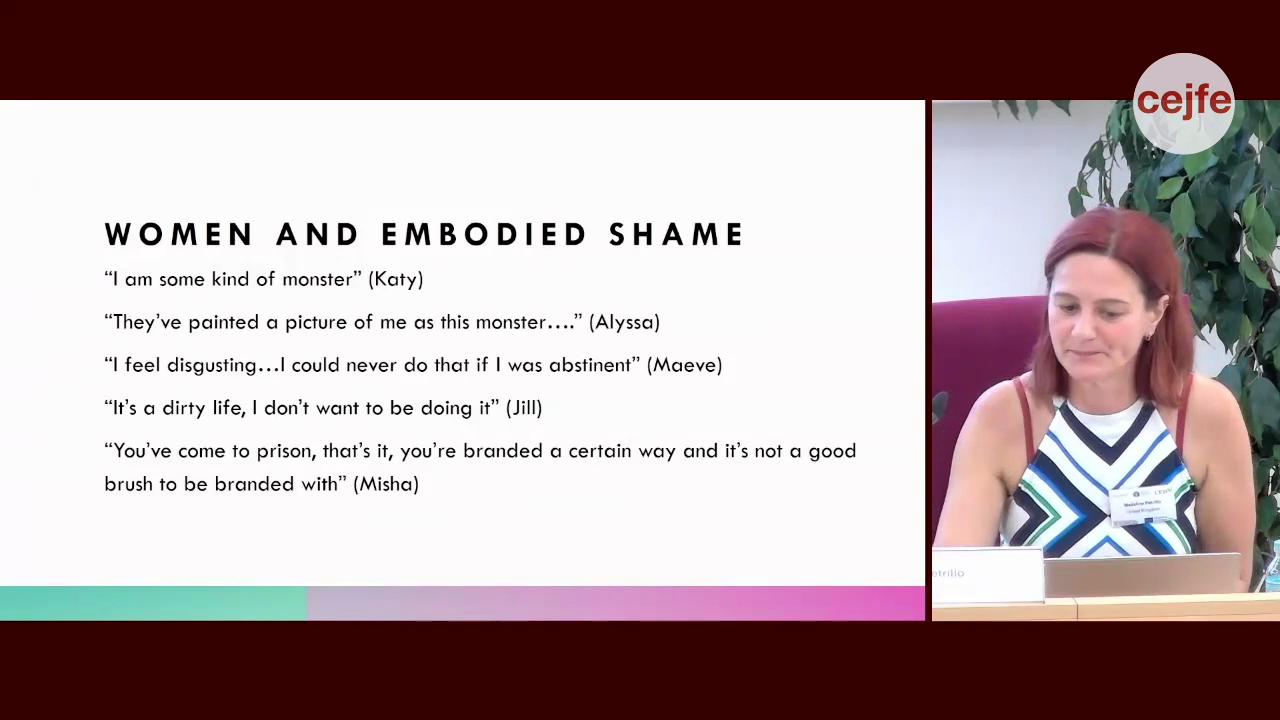 cejfe
WOMEN AND EMBODIED SHAME
“I am some kind of monster” (Katy)
“They’ve painted a picture of me as this monster….” (Alyssa)
“I feel disgusting…I could never do that if I was abstinent” (Maeve)
“It’s a dirty life, I don’t want to be doing it” (Jill)
“You’ve come to prison, that’s it, you’re branded a certain way and it’s not a good
brush to be branded with” (Misha)
United Kingdom
etrillo